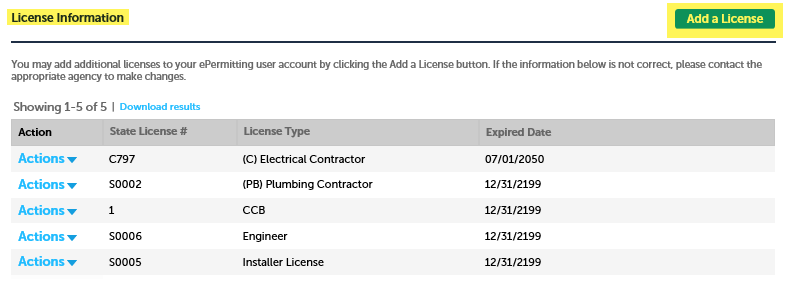 License Information
Add a License
You may add additional licenses to your ePermitting user account by clicking the Add a License button. If the information below is not correct, please contact the
appropriate agency to make changes.
Showing 1-5 of 5 | Download results
Action State License # License Type Expired Date
Actions C797 (C) Electrical Contractor 07/01/2050
Actions S0002 (PB) Plumbing Contractor 12/31/2199
Actions 1 CCB 12/31/2199
Actions S0006 Engineer 12/31/2199
Actions S0005 Installer License 12/31/2199